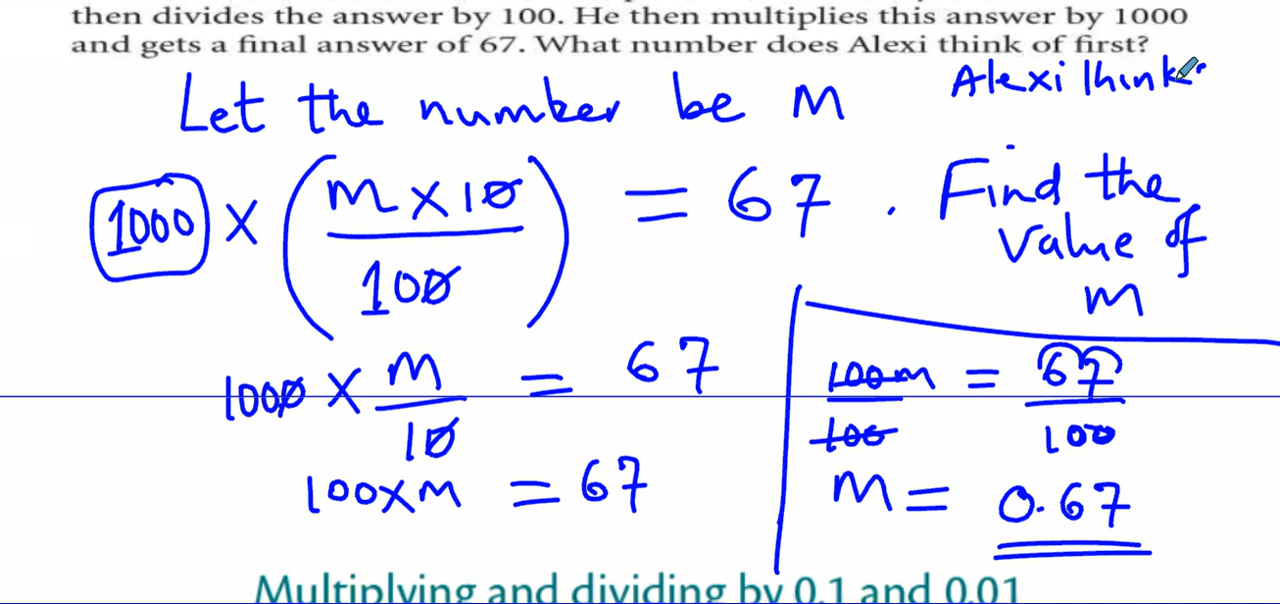 then divides the answer by 100. He then multiplies this answer by 1000
and gets a final answer of 67. What number does Alexi think of first?
Let the number be m
Alexi think
1000 × (m × 10 / 100) = 67 . Find the
value of
m
1000 × m / 10 = 67
100 × m = 67
100m / 100 = 67 / 100
m = 0.67
Multiplying and dividing by 0.1 and 0.01